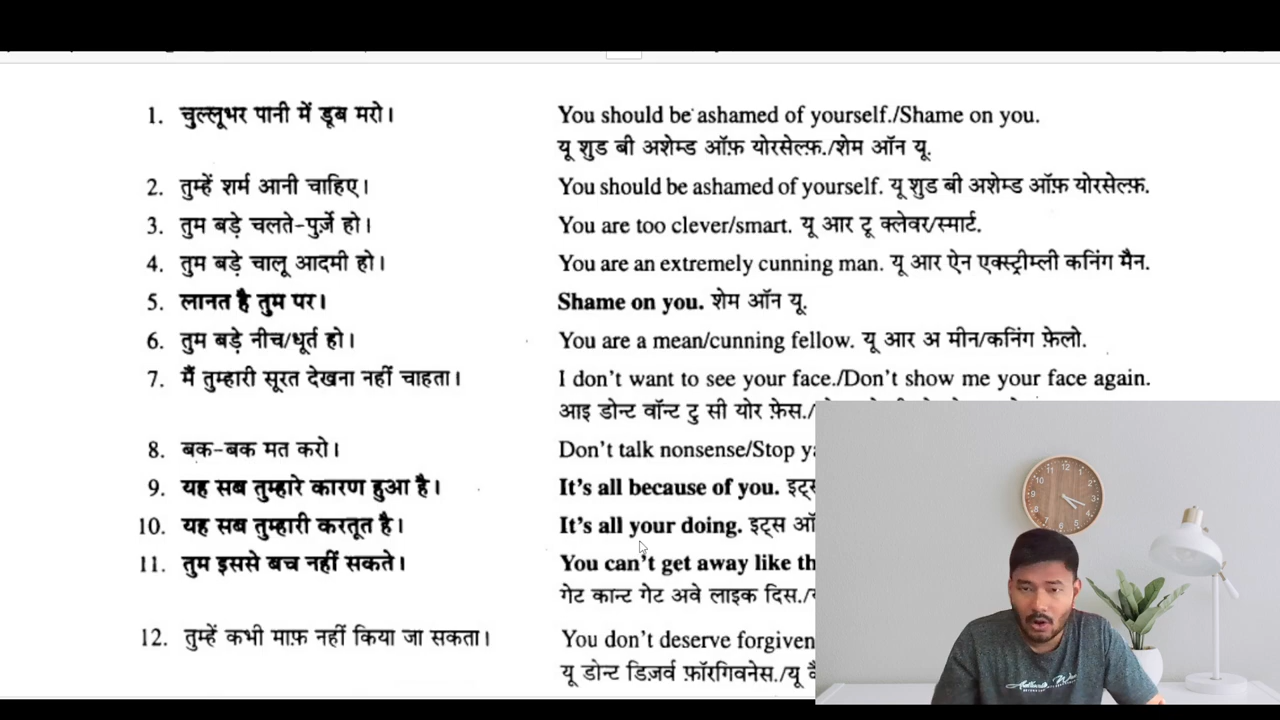 1. चुल्लूभर पानी में डूब मरो। You should be ashamed of yourself./Shame on you.
यू शुड बी अशेम्ड ऑफ़ योरसेल्फ़./शेम ऑन यू.
2. तुम्हें शर्म आनी चाहिए। You should be ashamed of yourself. यू शुड बी अशेम्ड ऑफ़ योरसेल्फ़.
3. तुम बड़े चलते-पुर्ज़े हो। You are too clever/smart. यू आर टू क्लेवर/स्मार्ट.
4. तुम बड़े चालू आदमी हो। You are an extremely cunning man. यू आर ऐन एक्स्ट्रीम्ली कनिंग मैन.
5. लानत है तुम पर। Shame on you. शेम ऑन यू.
6. तुम बड़े नीच/धूर्त हो। You are a mean/cunning fellow. यू आर अ मीन/कनिंग फ़ेलो.
7. मैं तुम्हारी सूरत देखना नहीं चाहता। I don't want to see your face./Don't show me your face again.
आइ डोन्ट वॉन्ट टु सी योर फ़ेस./
8. बक-बक मत करो। Don't talk nonsense/Stop
9. यह सब तुम्हारे कारण हुआ है। It's all because of you. इट्स
10. यह सब तुम्हारी करतूत है। It's all your doing. इट्स
11. तुम इससे बच नहीं सकते। You can't get away like
गेट कान्ट गेट अवे लाइक दिस./
12. तुम्हें कभी माफ़ नहीं किया जा सकता। You don't deserve
यू डोन्ट डिज़र्व फ़ॉरगिवनेस./यू